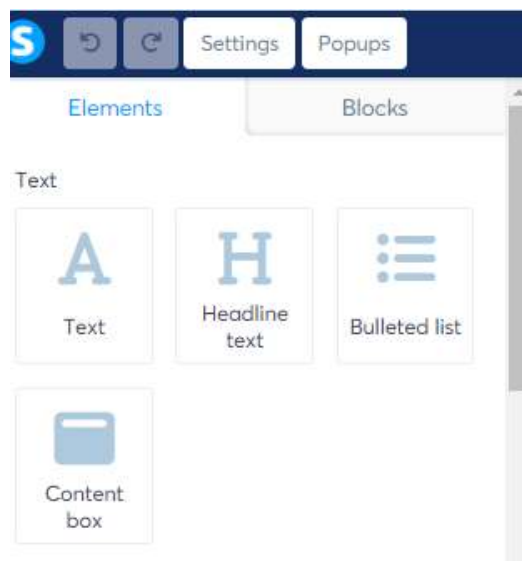 S Settings Popups
Elements Blocks
Text
A H
Text Headline Bulleted list
text
Content
box